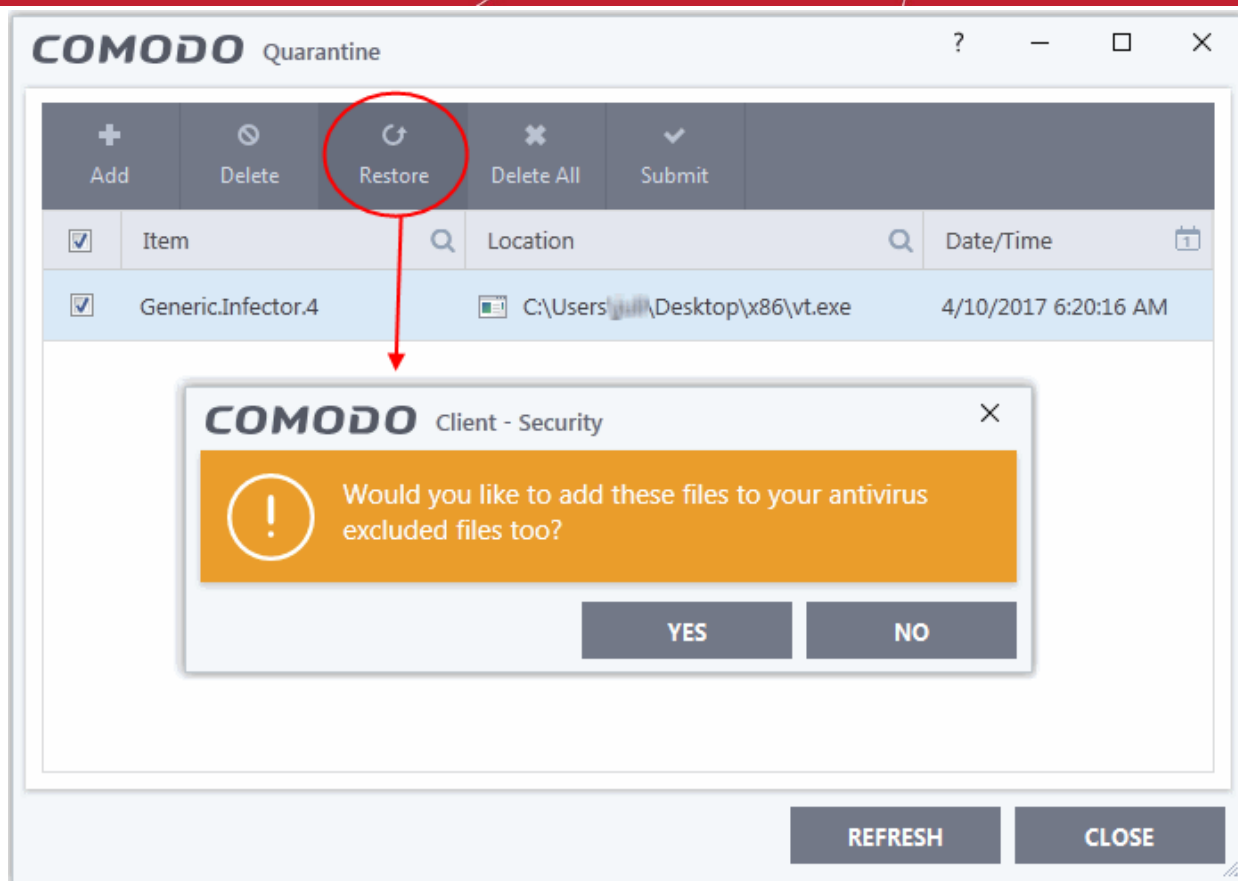 COMODO Quarantine
Add Delete Restore Delete All Submit
Item Location Date/Time
Generic.Infector.4 C:\Users\ \Desktop\x86\vt.exe 4/10/2017 6:20:16 AM
COMODO Client - Security
Would you like to add these files to your antivirus
excluded files too?
YES NO
REFRESH CLOSE